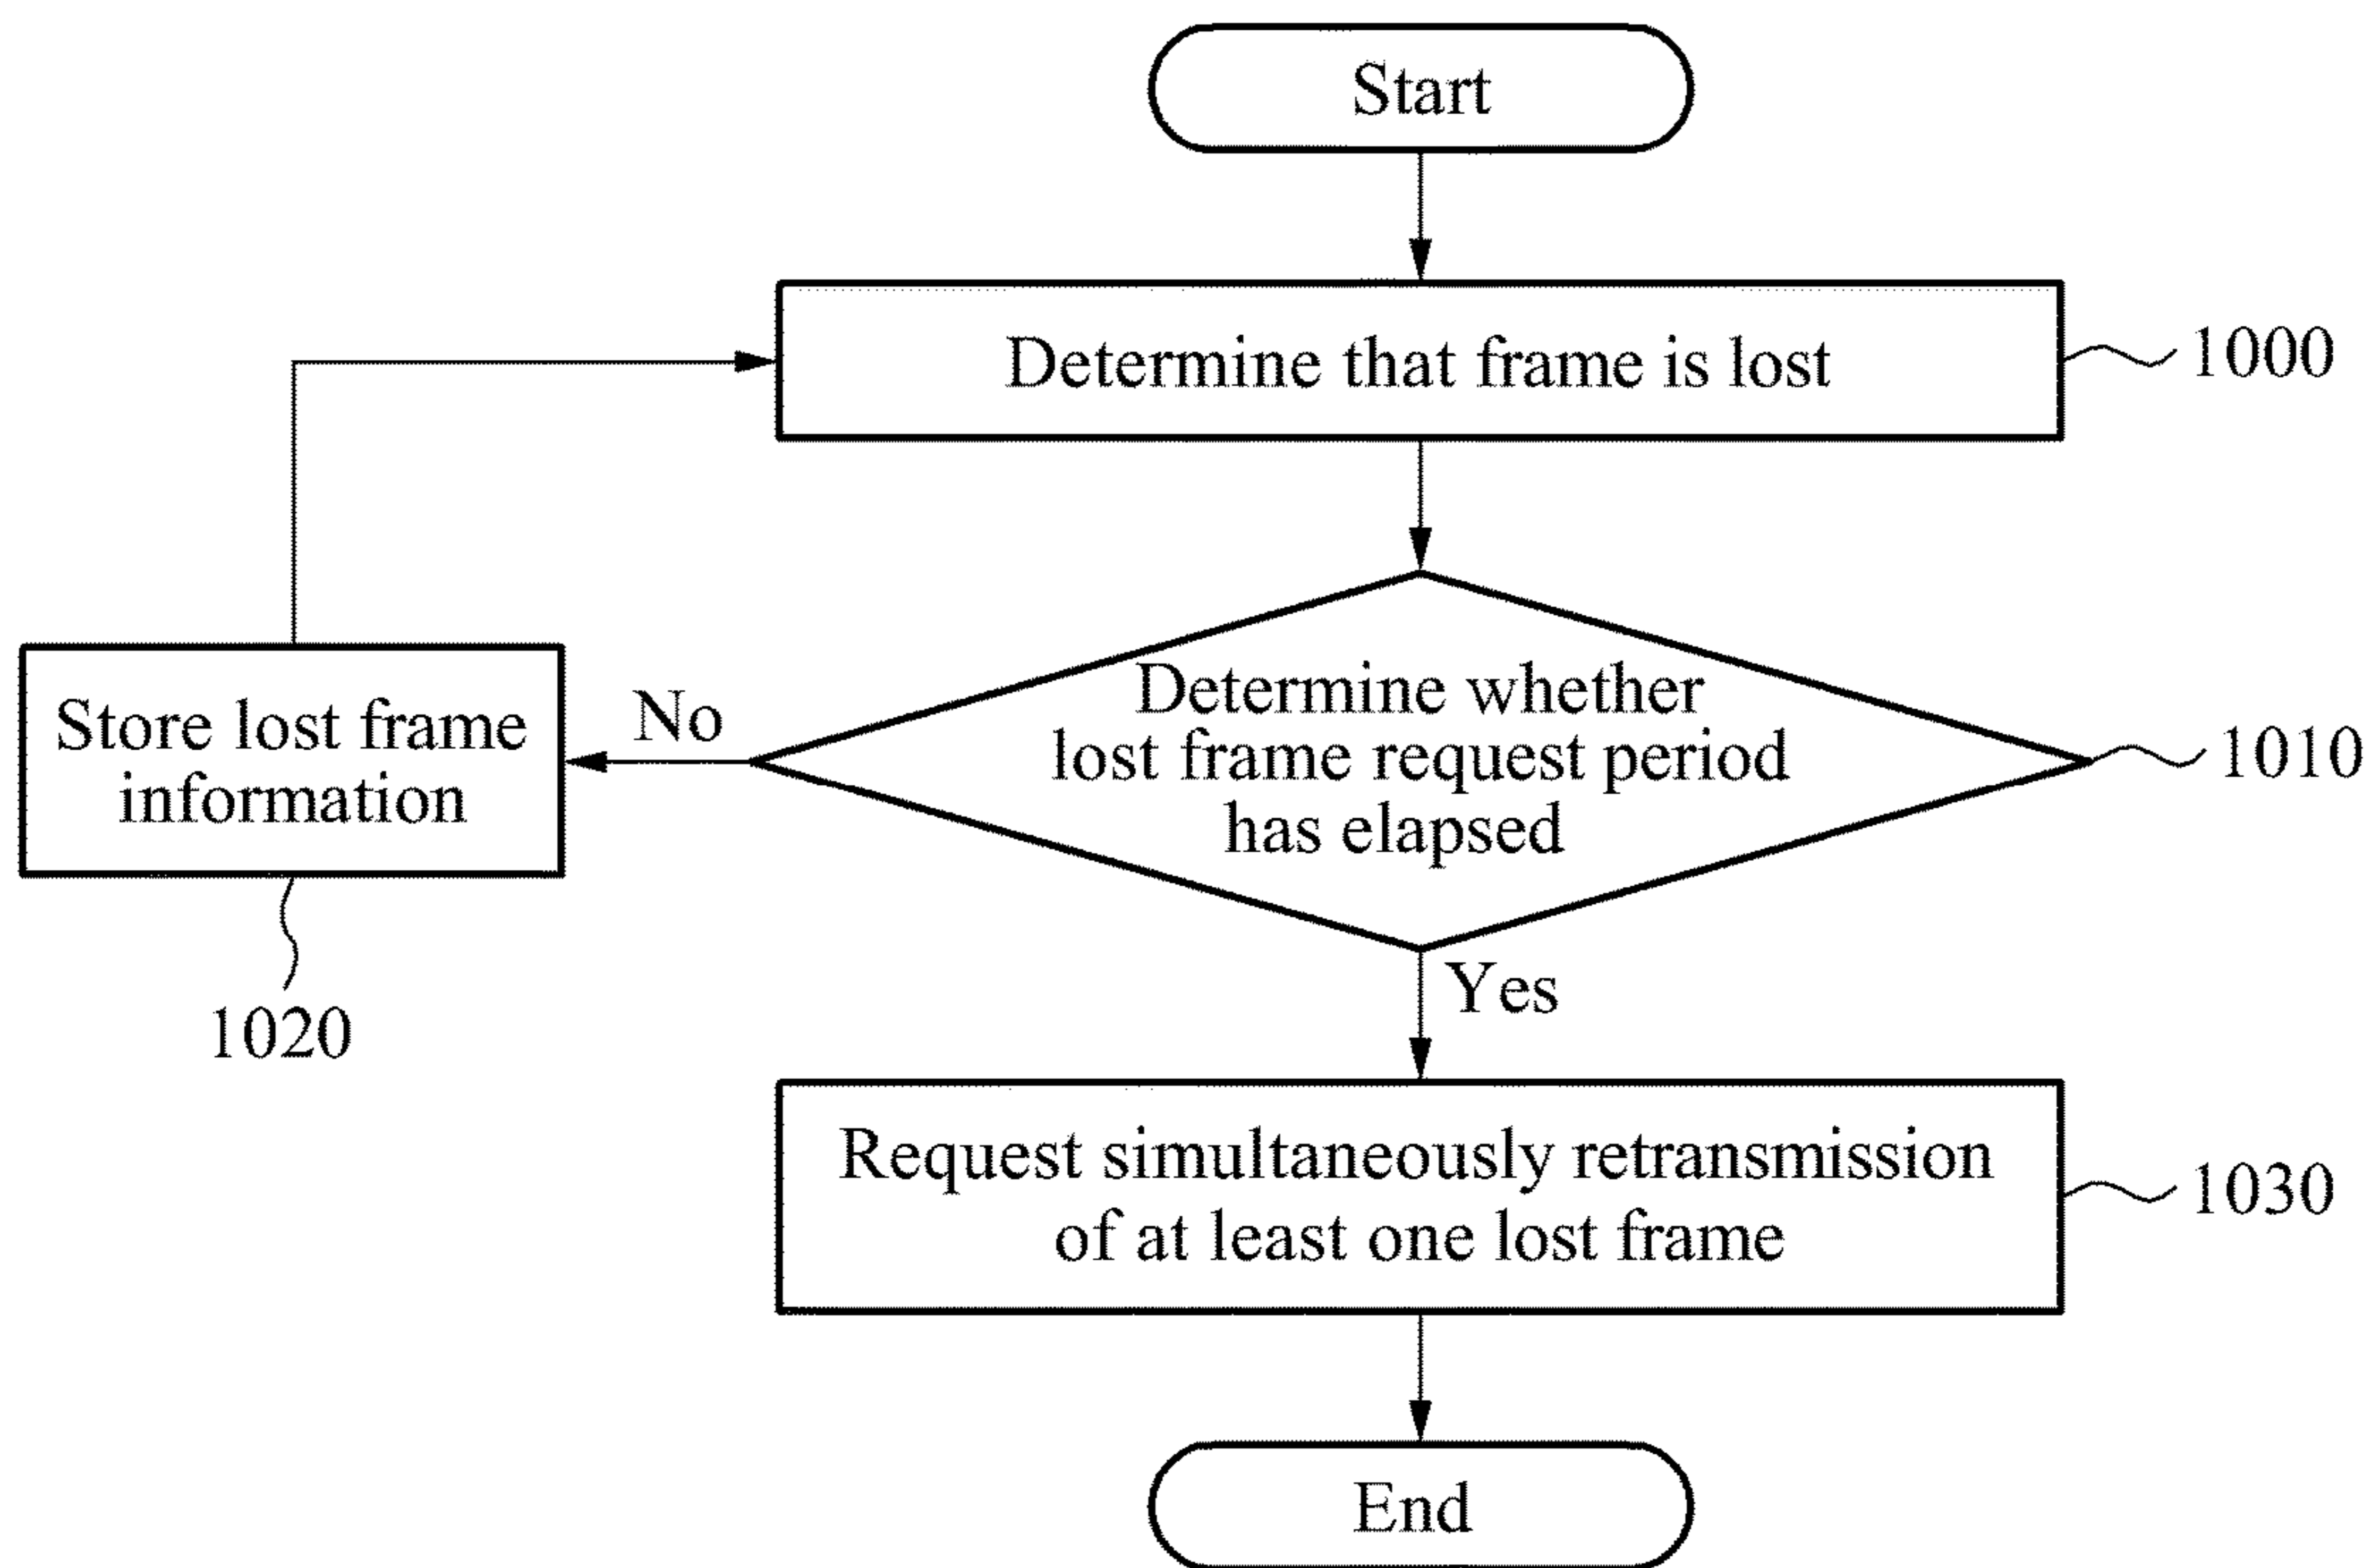 Start
Determine that frame is lost
1000
Determine whether
lost frame request period
has elapsed
1010
No
Store lost frame
information
1020
Yes
Request simultaneously retransmission
of at least one lost frame
1030
End